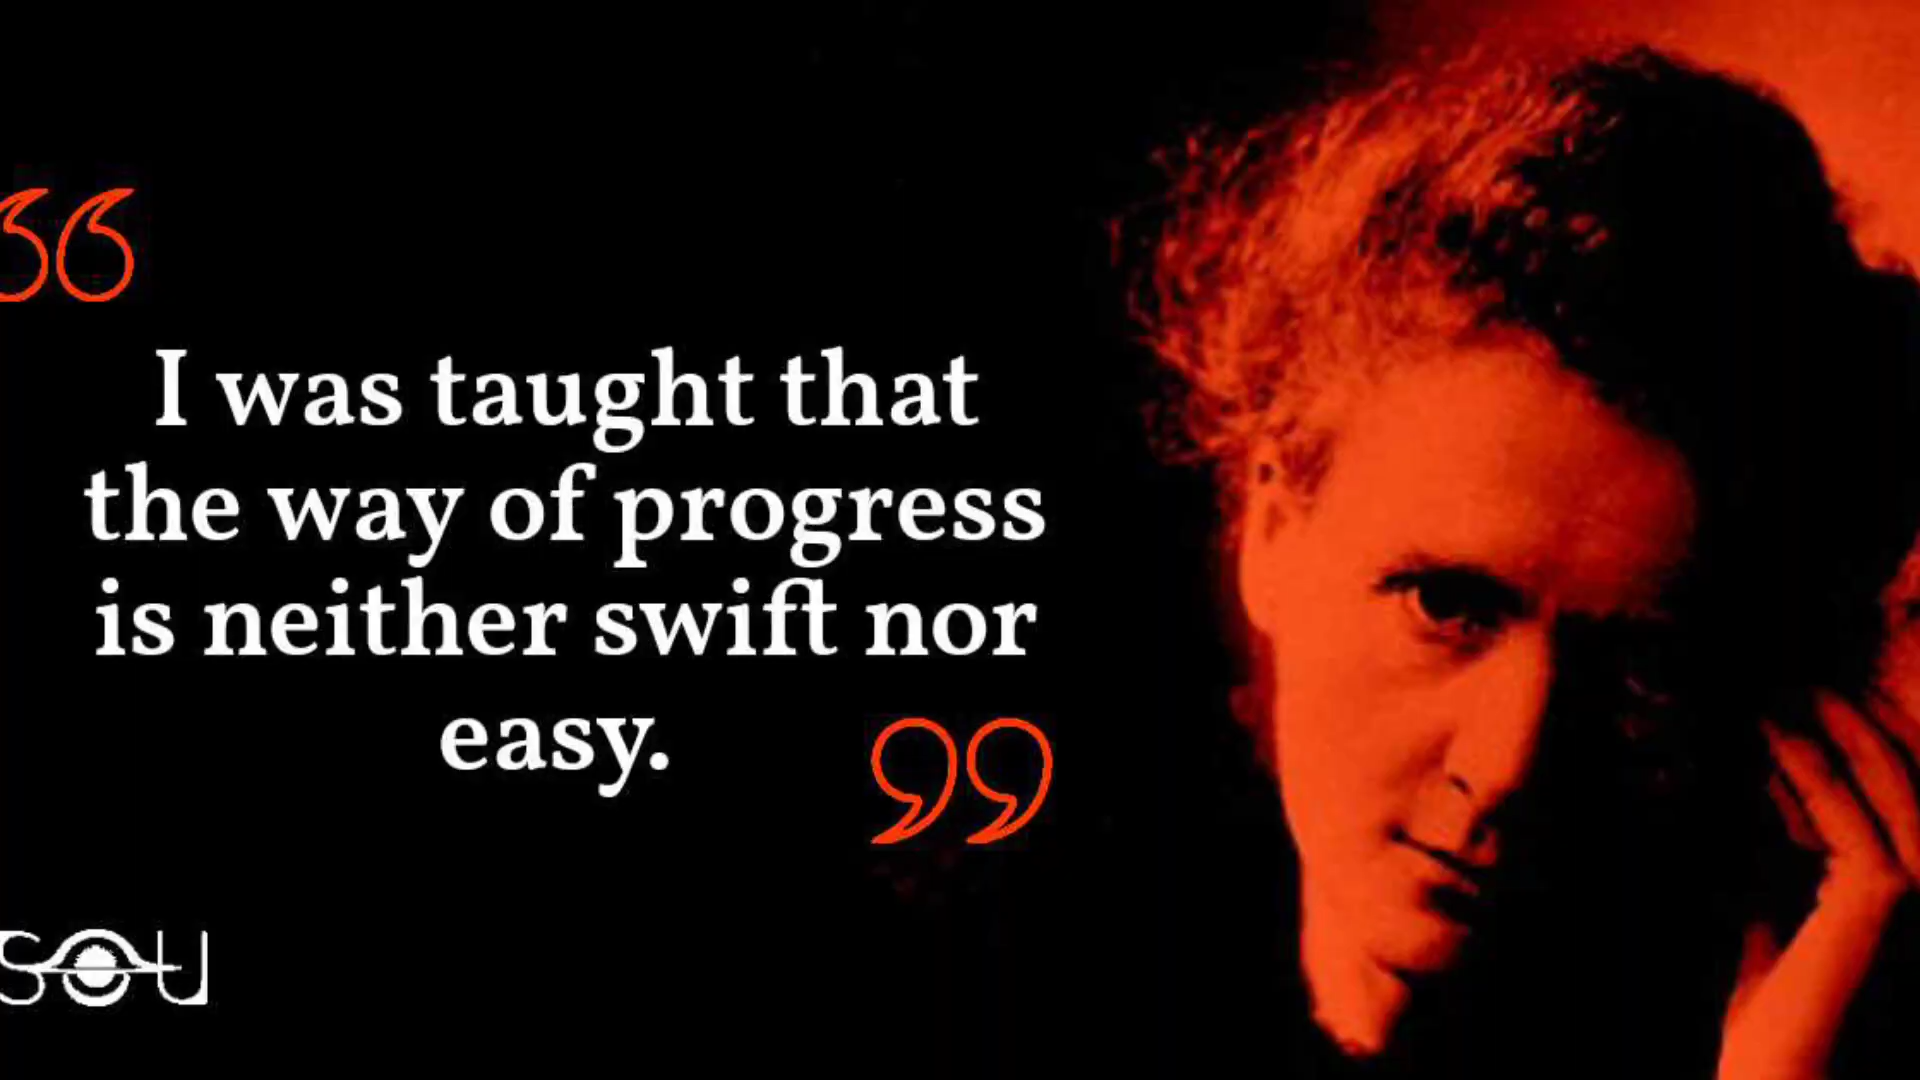 I was taught that
the way of progress
is neither swift nor
easy.
SOU